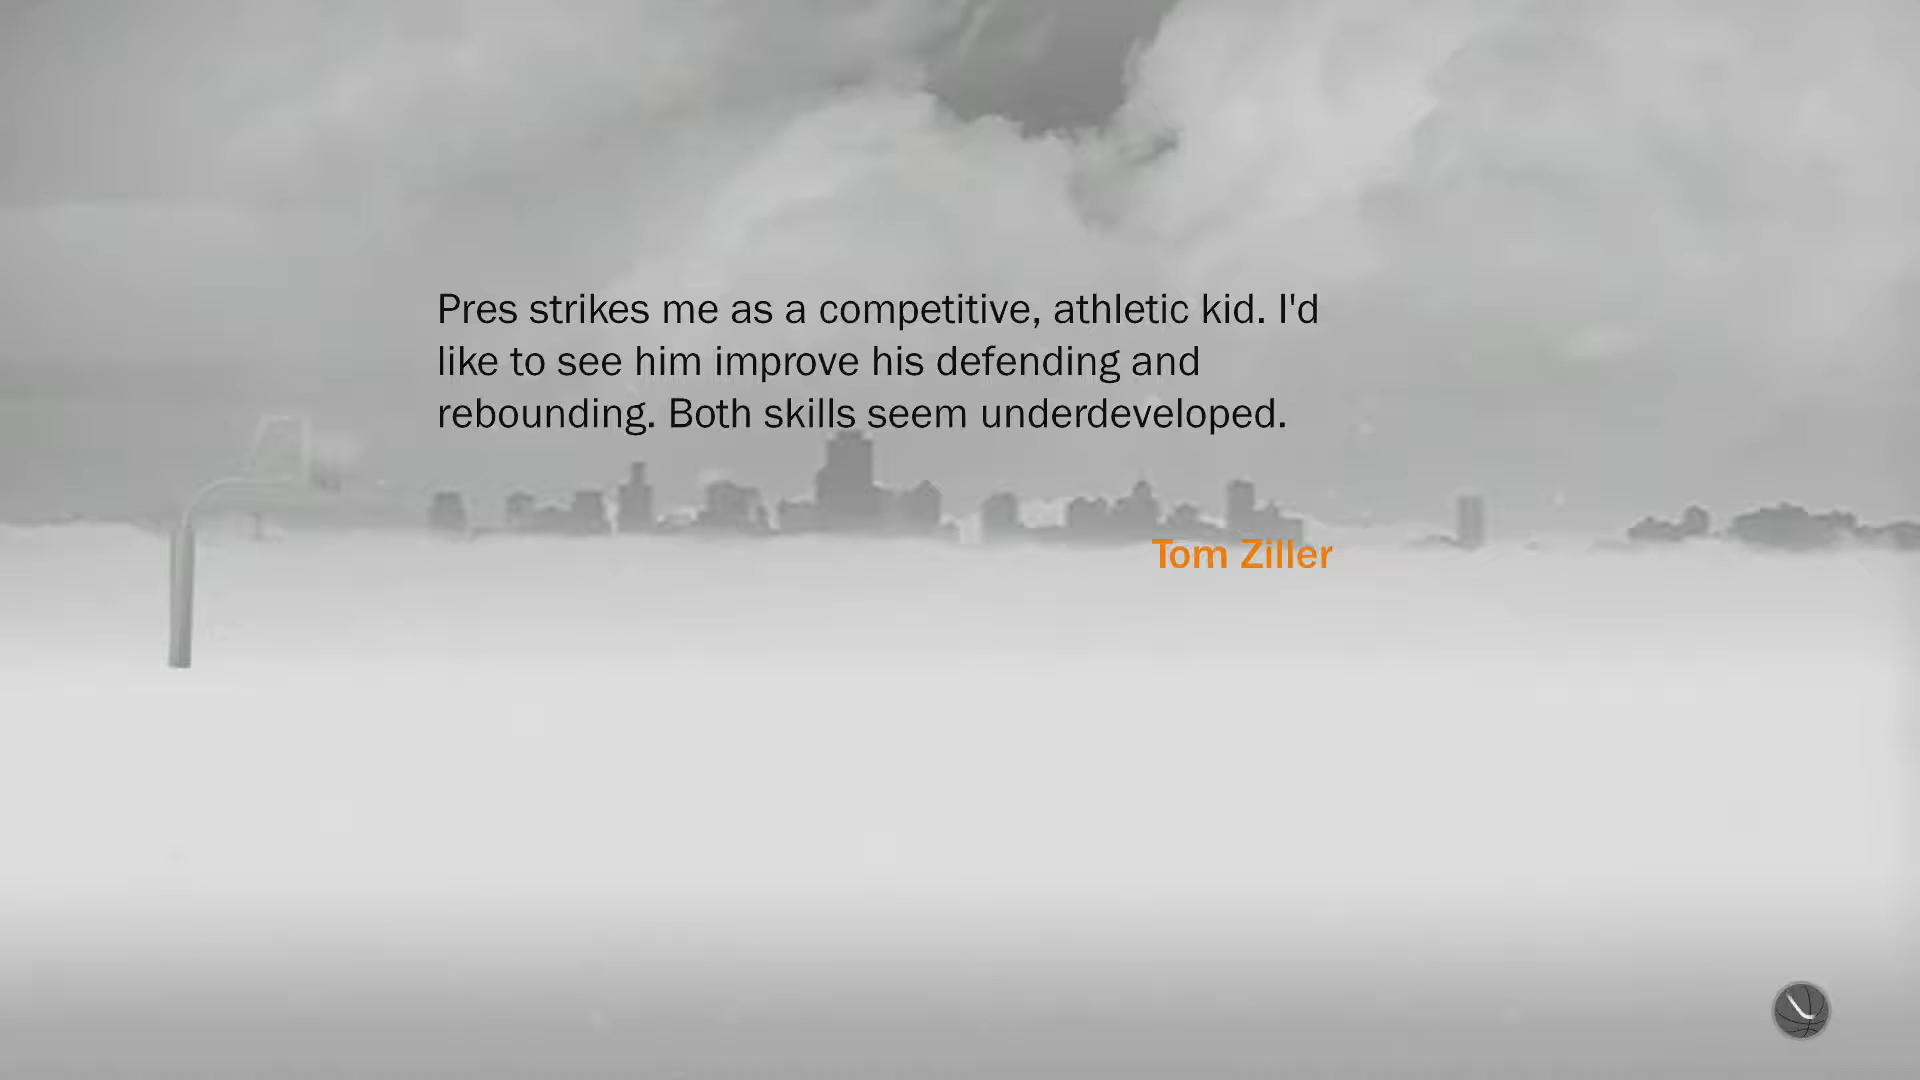 Pres strikes me as a competitive, athletic kid. I'd
like to see him improve his defending and
rebounding. Both skills seem underdeveloped.
Tom Ziller